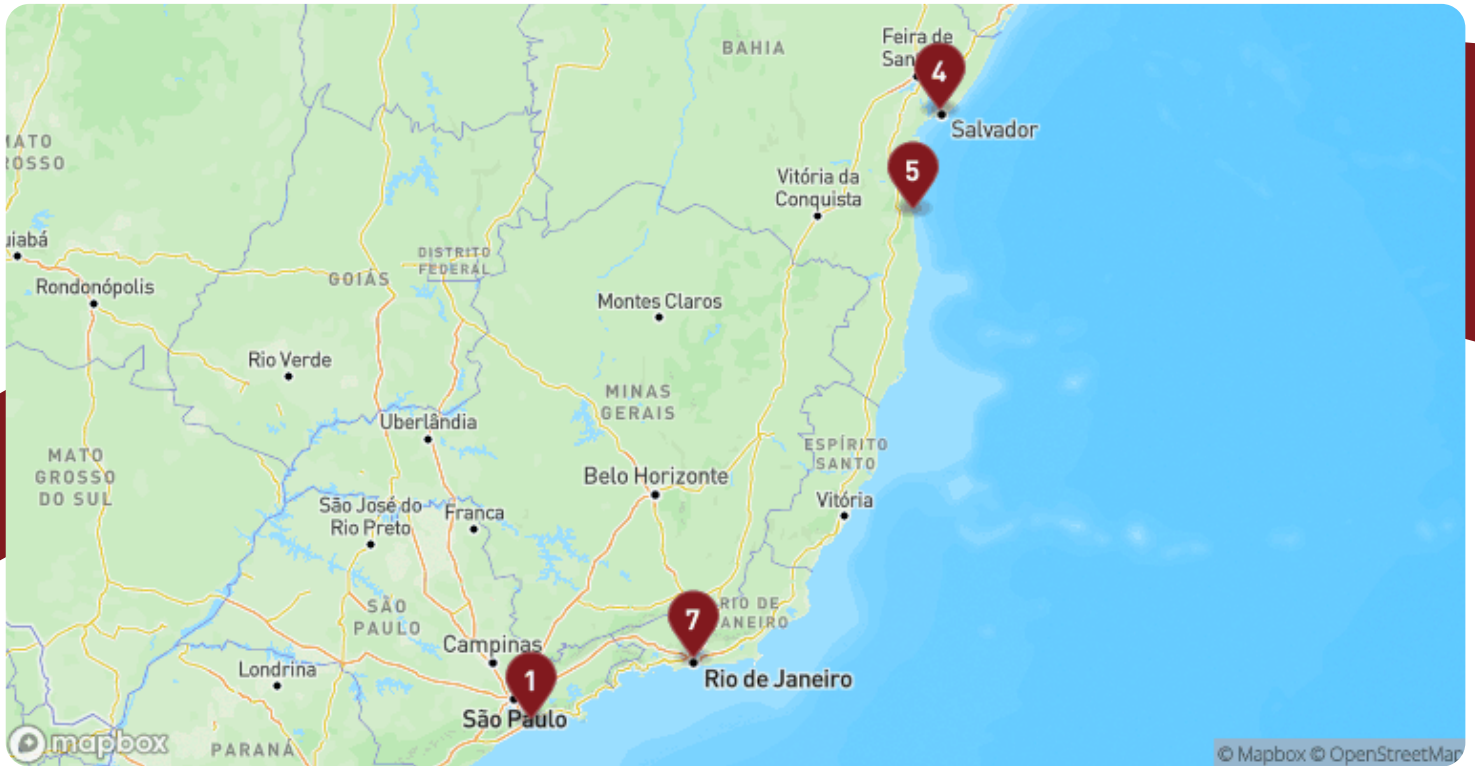 BAHIA
Feira de
San
4
Salvador
MATO
ROSSO
5
Vitória da
Conquista
uiabá
DISTRITO
FEDERAL
GOIÁS
Rondonópolis
Montes Claros
Rio Verde
MINAS
GERAIS
Uberlândia
MATO
GROSSO
DO SUL
ESPÍRITO
SANTO
Belo Horizonte
Vitória
São José do
Rio Preto
Franca
SÃO
PAULO
7
RIO DE
ANEIRO
Campinas
Londrina
1
Rio de Janeiro
São Paulo
PARANÁ
mapbox
© Mapbox © OpenStreetMap